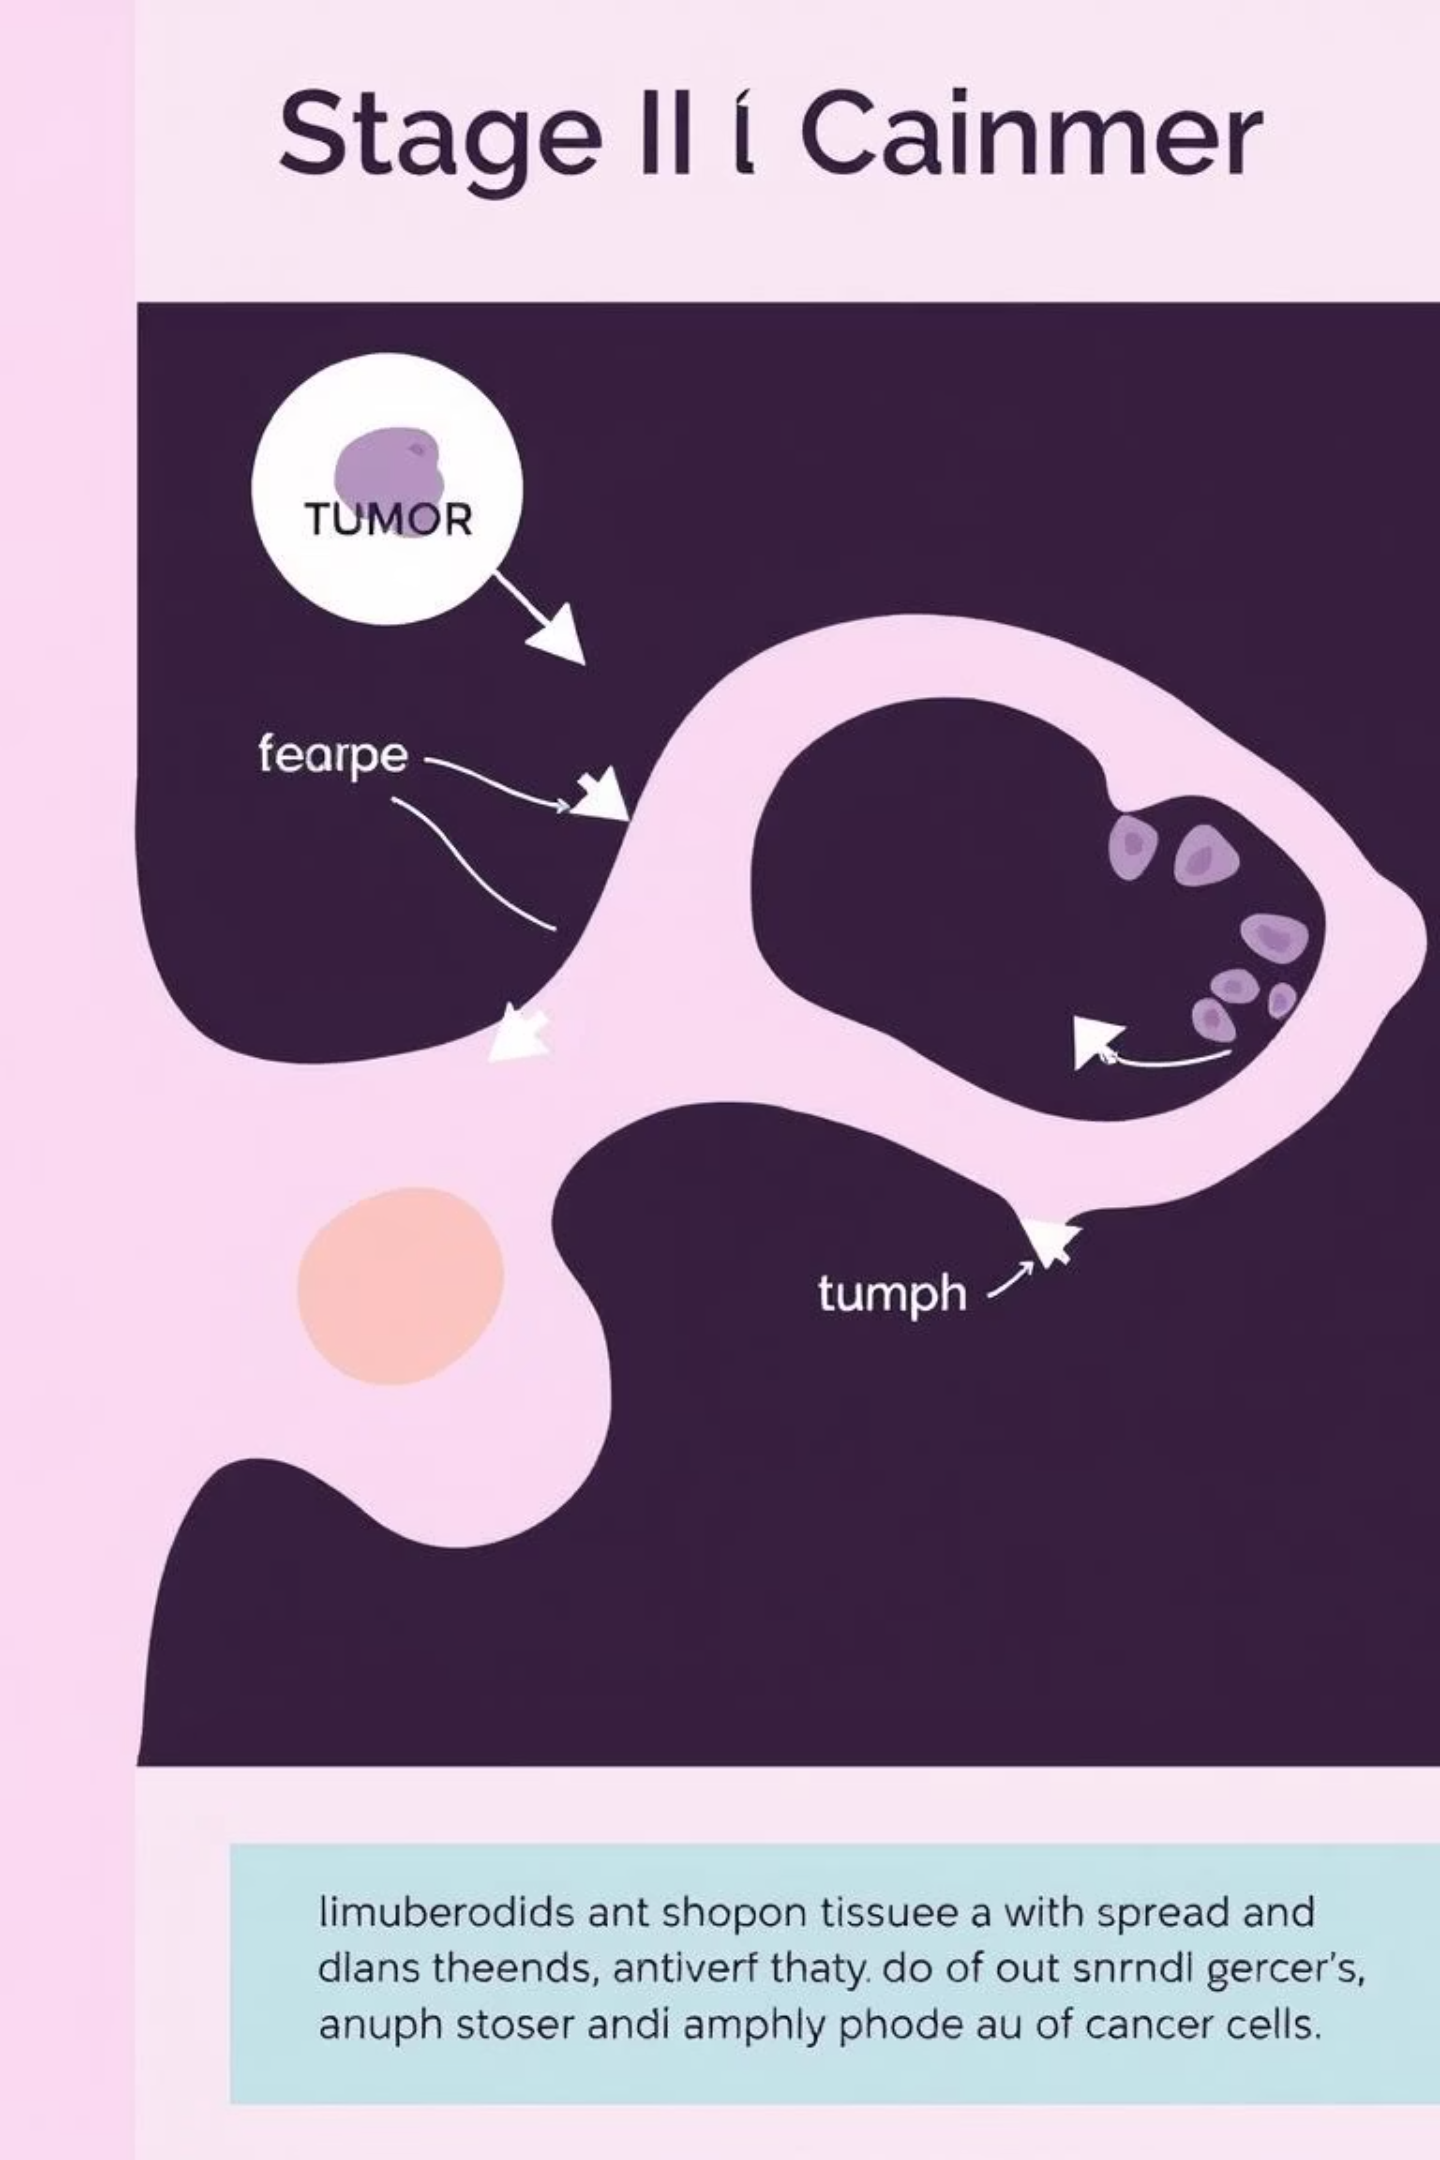 Stage II í Cainmer
TUMOR
fearpe
tumph
limuberodids ant shopon tissuee a with spread and
dlans theends, antiverf thaty. do of out snrndl gercer's,
anuph stoser andi amphly phode au of cancer cells.